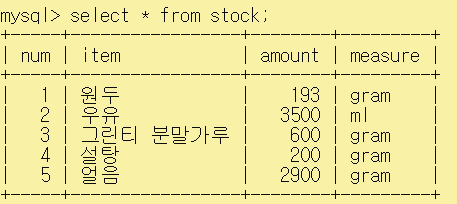 mysql> select * from stock;
+------+------------------+--------+---------+
| num | item | amount | measure |
+------+------------------+--------+---------+
| 1 | 원두 | 193 | gram |
| 2 | 우유 | 3500 | ml |
| 3 | 그린티 분말가루 | 600 | gram |
| 4 | 설탕 | 200 | gram |
| 5 | 얼음 | 2900 | gram |
+------+------------------+--------+---------+